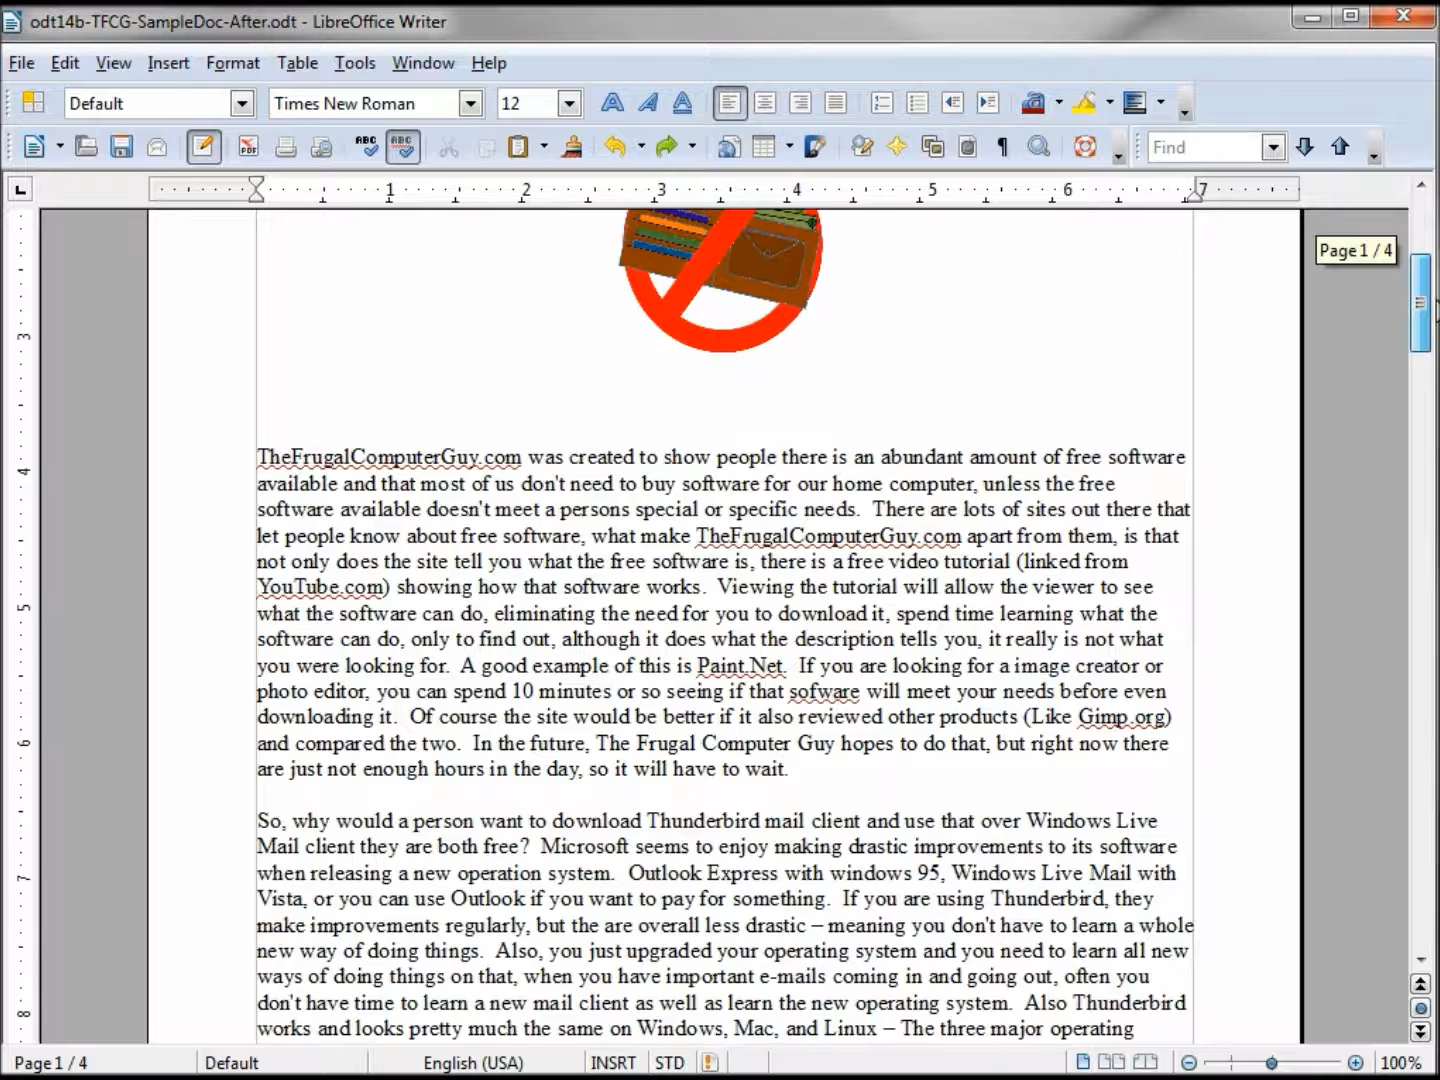 odt14b-TFCG-SampleDoc-After.odt - LibreOffice Writer
File Edit View Insert Format Table Tools Window Help
Default Times New Roman 12
ABC ABC PDF Find
1 2 3 4 5 6 7
Page 1 / 4
3
4
5
6
7
8
TheFrugalComputerGuy.com was created to show people there is an abundant amount of free software
available and that most of us don't need to buy software for our home computer, unless the free
software available doesn't meet a persons special or specific needs.  There are lots of sites out there that
let people know about free software, what make TheFrugalComputerGuy.com apart from them, is that
not only does the site tell you what the free software is, there is a free video tutorial (linked from
YouTube.com) showing how that software works.  Viewing the tutorial will allow the viewer to see
what the software can do, eliminating the need for you to download it, spend time learning what the
software can do, only to find out, although it does what the description tells you, it really is not what
you were looking for.  A good example of this is Paint.Net.  If you are looking for a image creator or
photo editor, you can spend 10 minutes or so seeing if that sofware will meet your needs before even
downloading it.  Of course the site would be better if it also reviewed other products (Like Gimp.org)
and compared the two.  In the future, The Frugal Computer Guy hopes to do that, but right now there
are just not enough hours in the day, so it will have to wait.
So, why would a person want to download Thunderbird mail client and use that over Windows Live
Mail client they are both free?  Microsoft seems to enjoy making drastic improvements to its software
when releasing a new operation system.  Outlook Express with windows 95, Windows Live Mail with
Vista, or you can use Outlook if you want to pay for something.  If you are using Thunderbird, they
make improvements regularly, but the are overall less drastic – meaning you don't have to learn a whole
new way of doing things.  Also, you just upgraded your operating system and you need to learn all new
ways of doing things on that, when you have important e-mails coming in and going out, often you
don't have time to learn a new mail client as well as learn the new operating system.  Also Thunderbird
works and looks pretty much the same on Windows, Mac, and Linux – The three major operating
Page 1 / 4 Default English (USA) INSRT STD 100%